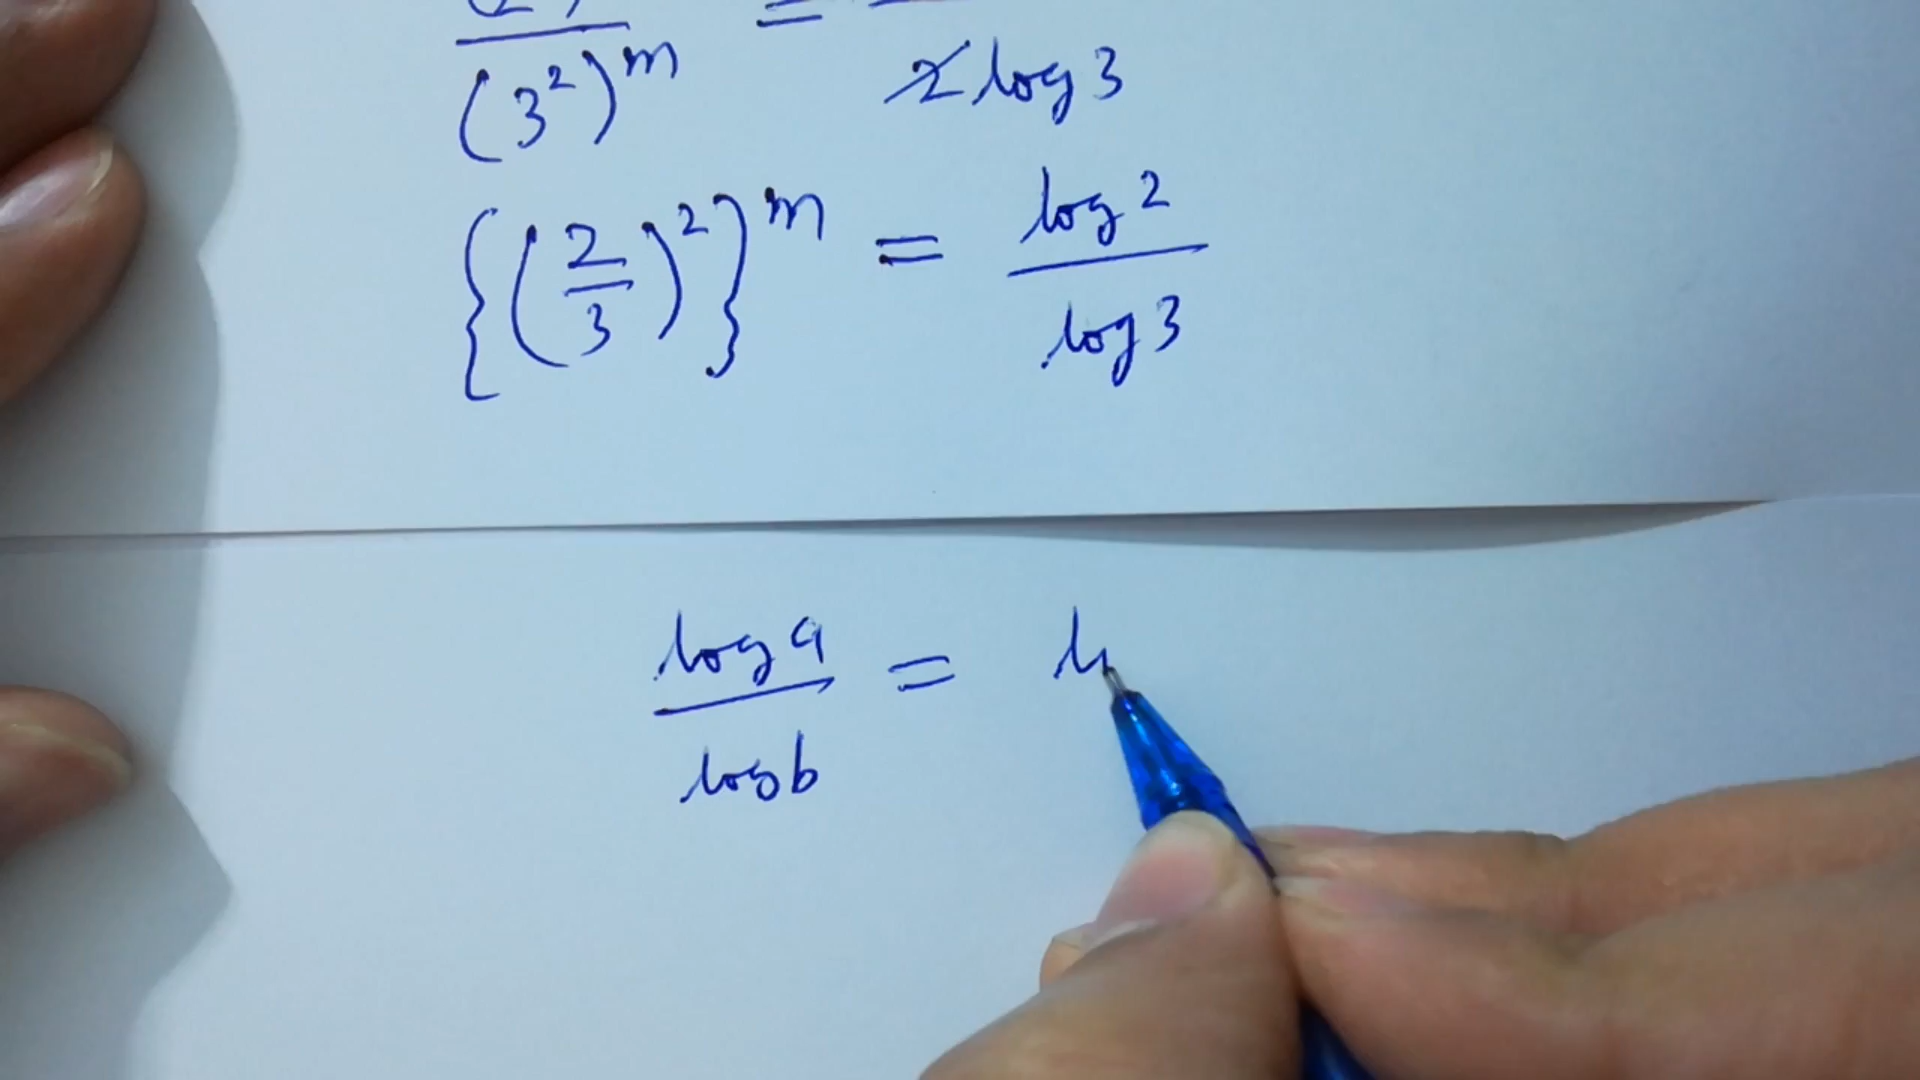 (3²)ᵐ = 2 log 3
{(2/3)²}ᵐ = log 2 / log 3
log a / log b = l